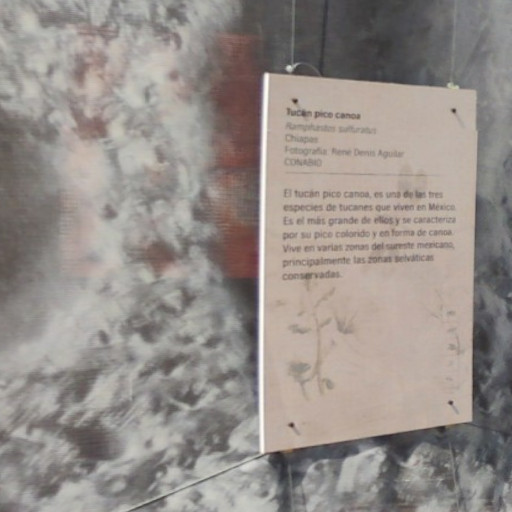 Tucán pico canoa
Ramphastos sulfuratus
Chiapas
Fotografía: Rene Denis Aguilar
CONABIO
El tucán pico canoa, es una de las tres
especies de tucanes que viven en México.
Es el más grande de ellos y se caracteriza
por su pico colorido y en forma de canoa.
Vive en varias zonas del sureste mexicano,
principalmente las zonas selváticas
conservadas.